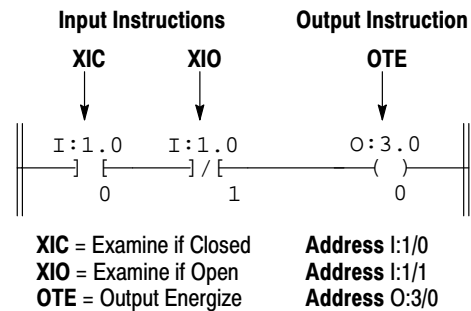 Input Instructions Output Instruction
XIC XIO OTE
I:1.0 I:1.0 O:3.0
] [ ]/[ ( )
0 1 0
XIC = Examine if Closed Address I:1/0
XIO = Examine if Open Address I:1/1
OTE = Output Energize Address O:3/0